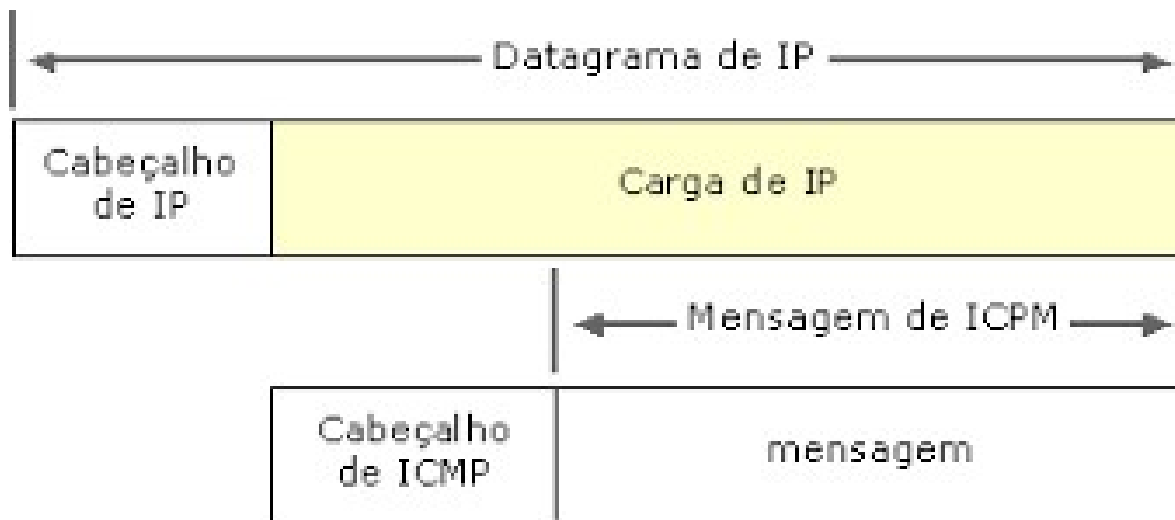 Datagrama de IP
Cabeçalho
de IP
Carga de IP
Mensagem de ICPM
Cabeçalho
de ICMP
mensagem